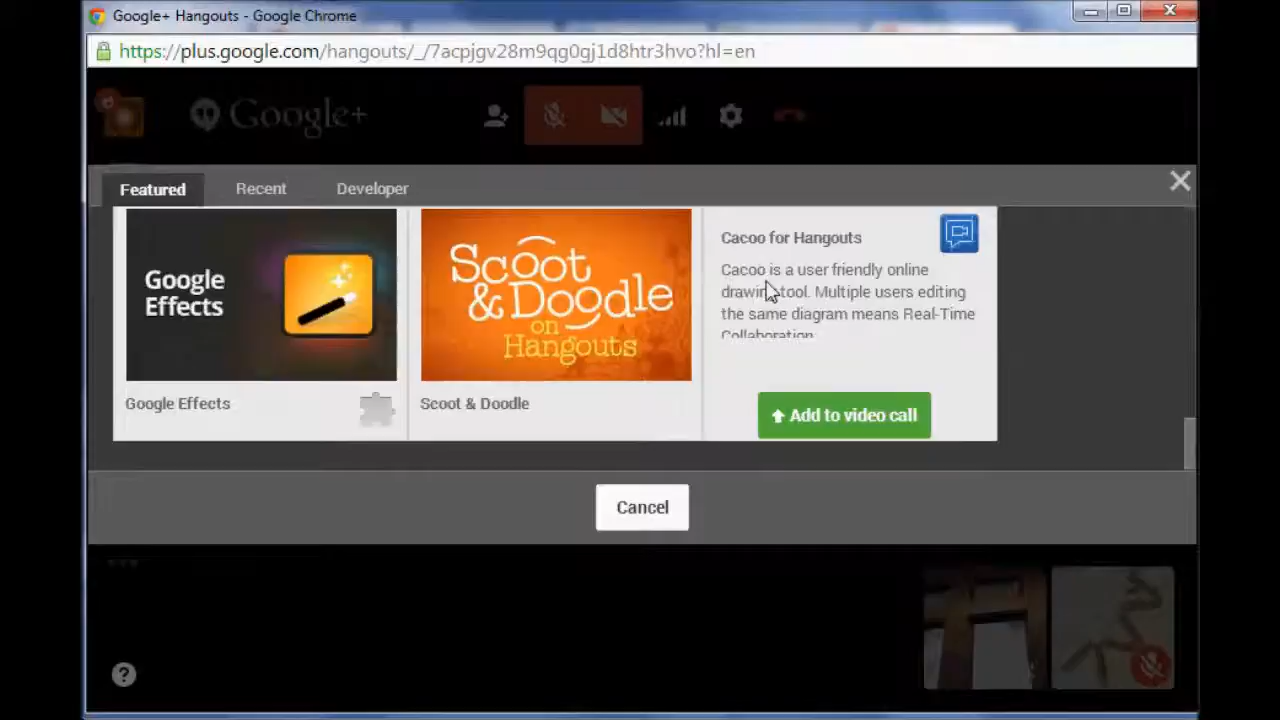 Google+ Hangouts - Google Chrome
https://plus.google.com/hangouts/_/7acpjgv28m9qg0gj1d8htr3hvo?hl=en
Google+
Featured Recent Developer
Google
Effects
Google Effects
Scoot
& Doodle
on
Hangouts
Scoot & Doodle
Cacoo for Hangouts
Cacoo is a user friendly online
drawing tool. Multiple users editing
the same diagram means Real-Time
Collaboration.
Add to video call
Cancel
?